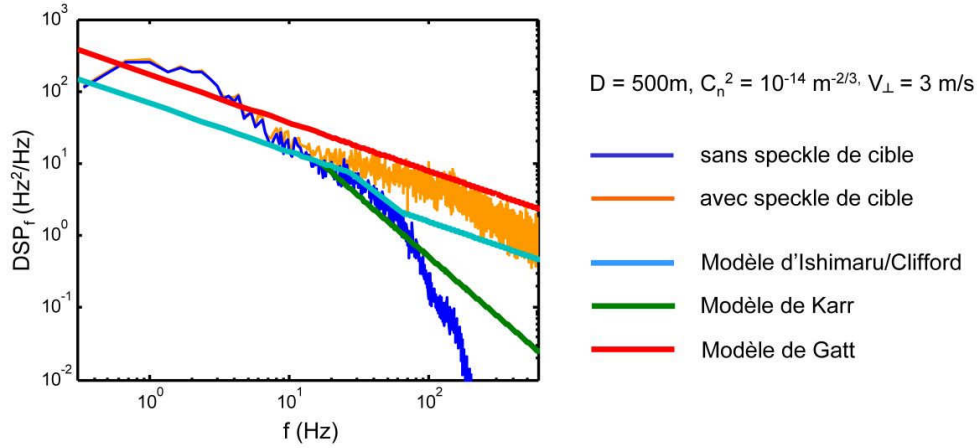 10³
10²
10¹
10⁰
10⁻¹
10⁻²
DSP_f (Hz²/Hz)
10⁰
10¹
10²
f (Hz)
D = 500m, C_n² = 10⁻¹⁴ m⁻²/³, V_⊥ = 3 m/s
sans speckle de cible
avec speckle de cible
Modèle d'Ishimaru/Clifford
Modèle de Karr
Modèle de Gatt